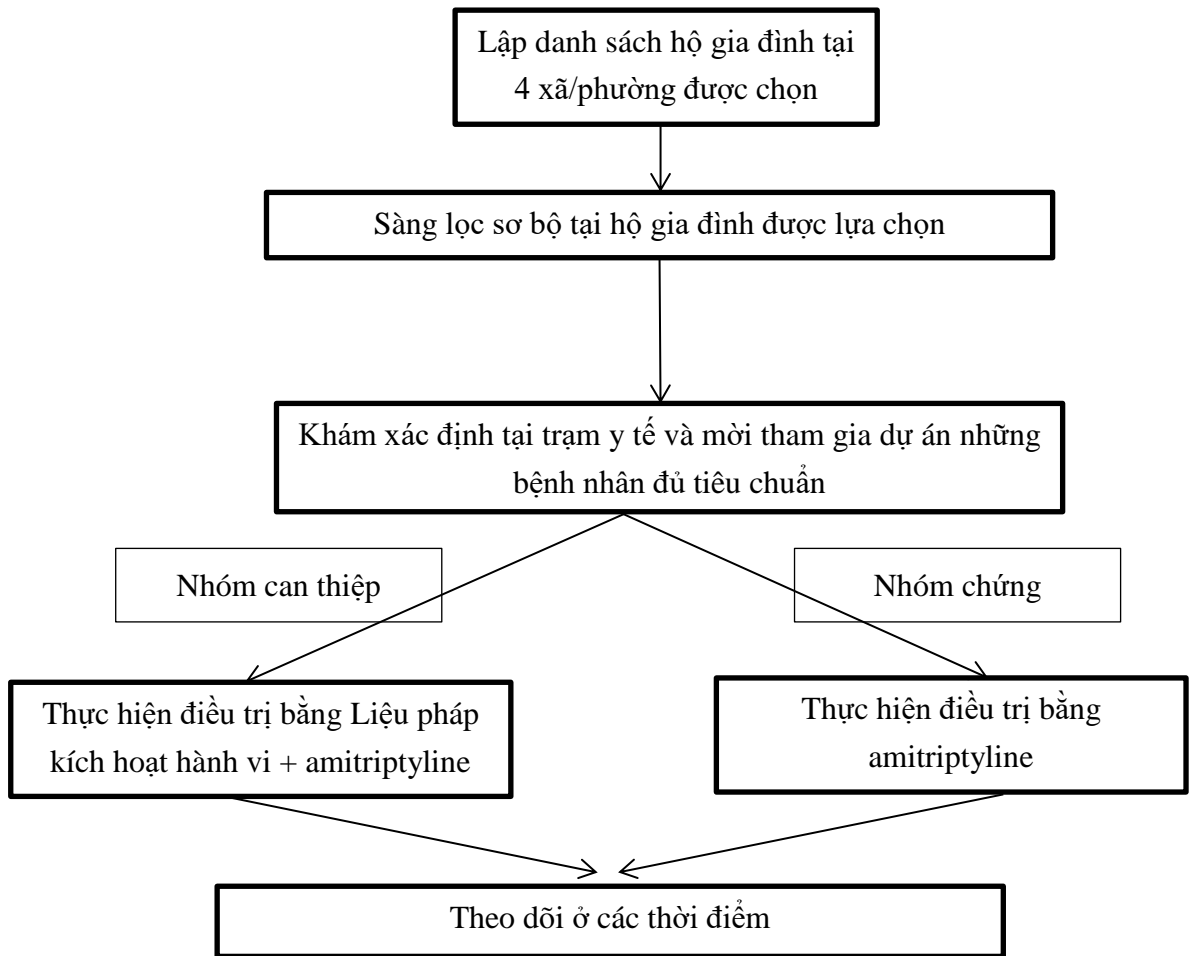 Lập danh sách hộ gia đình tại
4 xã/phường được chọn
Sàng lọc sơ bộ tại hộ gia đình được lựa chọn
Khám xác định tại trạm y tế và mời tham gia dự án những
bệnh nhân đủ tiêu chuẩn
Nhóm can thiệp
Nhóm chứng
Thực hiện điều trị bằng Liệu pháp
kích hoạt hành vi + amitriptyline
Thực hiện điều trị bằng
amitriptyline
Theo dõi ở các thời điểm